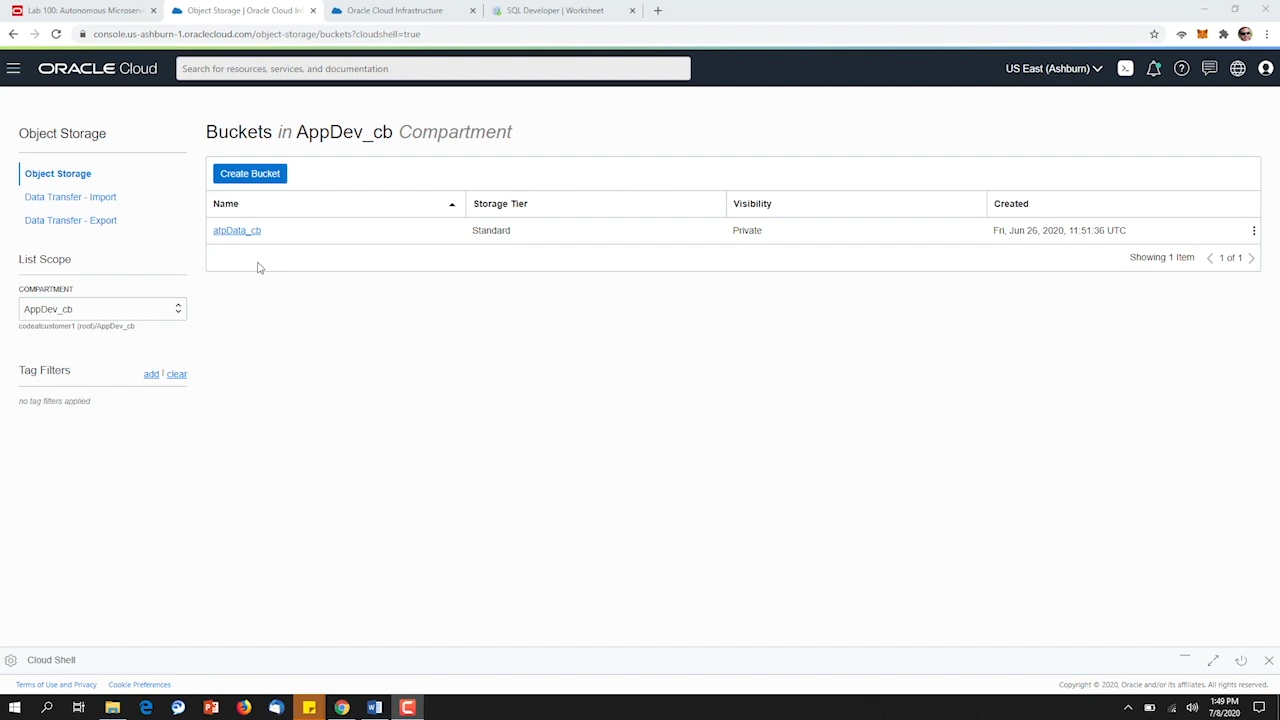 Lab 100: Autonomous Microserv
Object Storage | Oracle Cloud Inf
Oracle Cloud Infrastructure
SQL Developer | Worksheet
console.us-ashburn-1.oraclecloud.com/object-storage/buckets?cloudshell=true
ORACLE Cloud
Search for resources, services, and documentation
US East (Ashburn)
Object Storage
Object Storage
Data Transfer - Import
Data Transfer - Export
List Scope
COMPARTMENT
AppDev_cb
codeatcustomer1 (root)/AppDev_cb
Tag Filters
add | clear
no tag filters applied
Buckets in AppDev_cb Compartment
Create Bucket
Name Storage Tier Visibility Created
atpData_cb Standard Private Fri, Jun 26, 2020, 11:51:36 UTC
Showing 1 Item 1 of 1
Cloud Shell
Terms of Use and Privacy Cookie Preferences
Copyright © 2020, Oracle and/or its affiliates. All rights reserved.
1:49 PM
7/8/2020